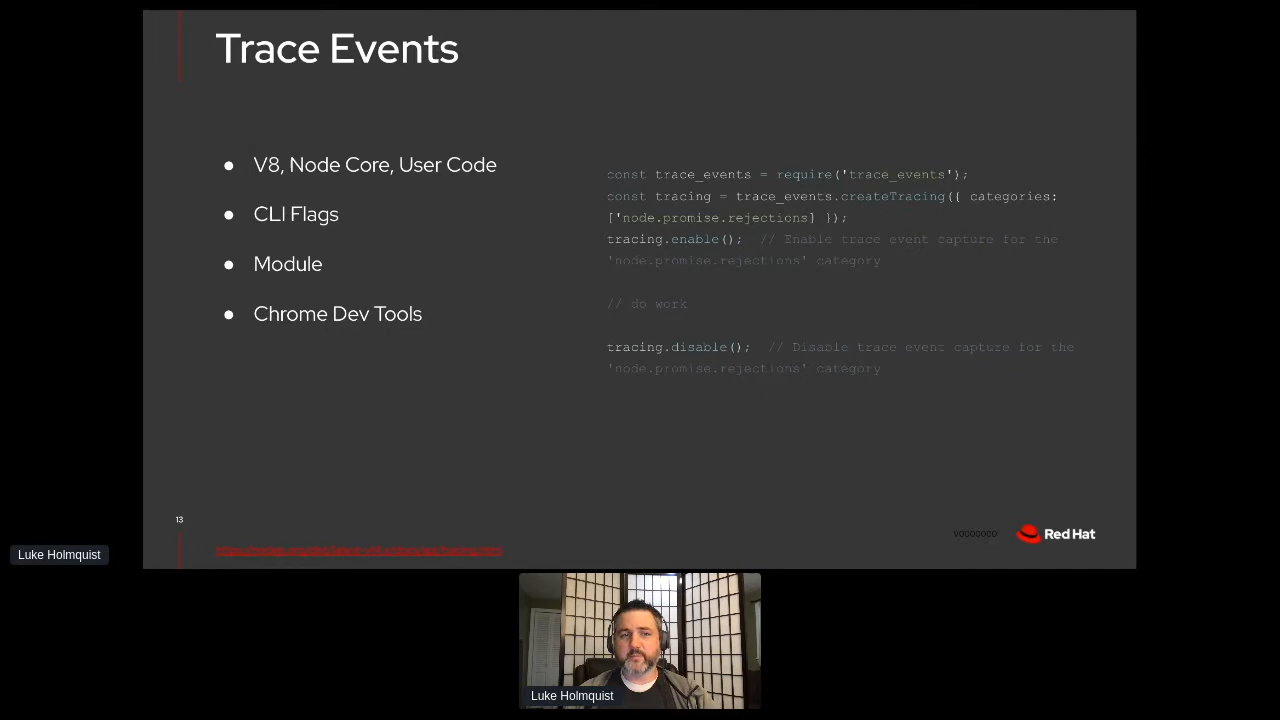 Trace Events
● V8, Node Core, User Code
● CLI Flags
● Module
● Chrome Dev Tools
const trace_events = require('trace_events');
const tracing = trace_events.createTracing({ categories:
['node.promise.rejections] });
tracing.enable();  // Enable trace event capture for the
'node.promise.rejections' category
// do work
tracing.disable();  // Disable trace event capture for the
'node.promise.rejections' category
13
V0000000
Red Hat
Luke Holmquist
Luke Holmquist